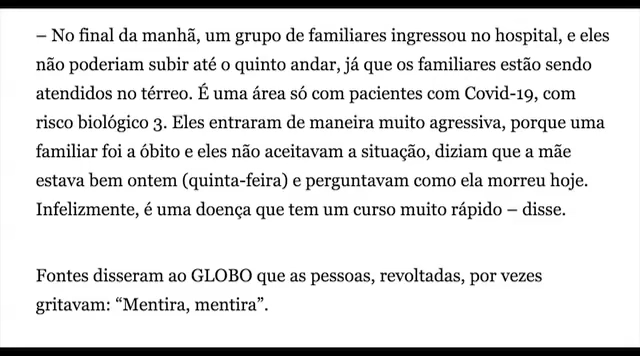 – No final da manhã, um grupo de familiares ingressou no hospital, e eles
não poderiam subir até o quinto andar, já que os familiares estão sendo
atendidos no térreo. É uma área só com pacientes com Covid-19, com
risco biológico 3. Eles entraram de maneira muito agressiva, porque uma
familiar foi a óbito e eles não aceitavam a situação, diziam que a mãe
estava bem ontem (quinta-feira) e perguntavam como ela morreu hoje.
Infelizmente, é uma doença que tem um curso muito rápido – disse.
Fontes disseram ao GLOBO que as pessoas, revoltadas, por vezes
gritavam: “Mentira, mentira”.